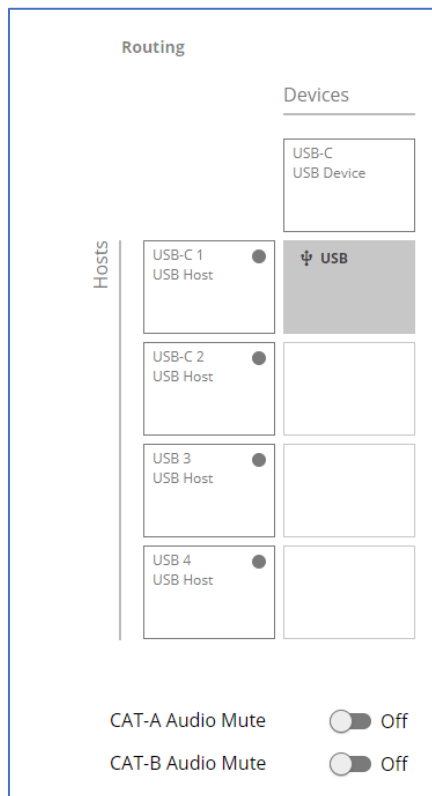 Routing
Devices
USB-C
USB Device
Hosts
USB-C 1
USB Host
USB
USB-C 2
USB Host
USB 3
USB Host
USB 4
USB Host
CAT-A Audio Mute Off
CAT-B Audio Mute Off